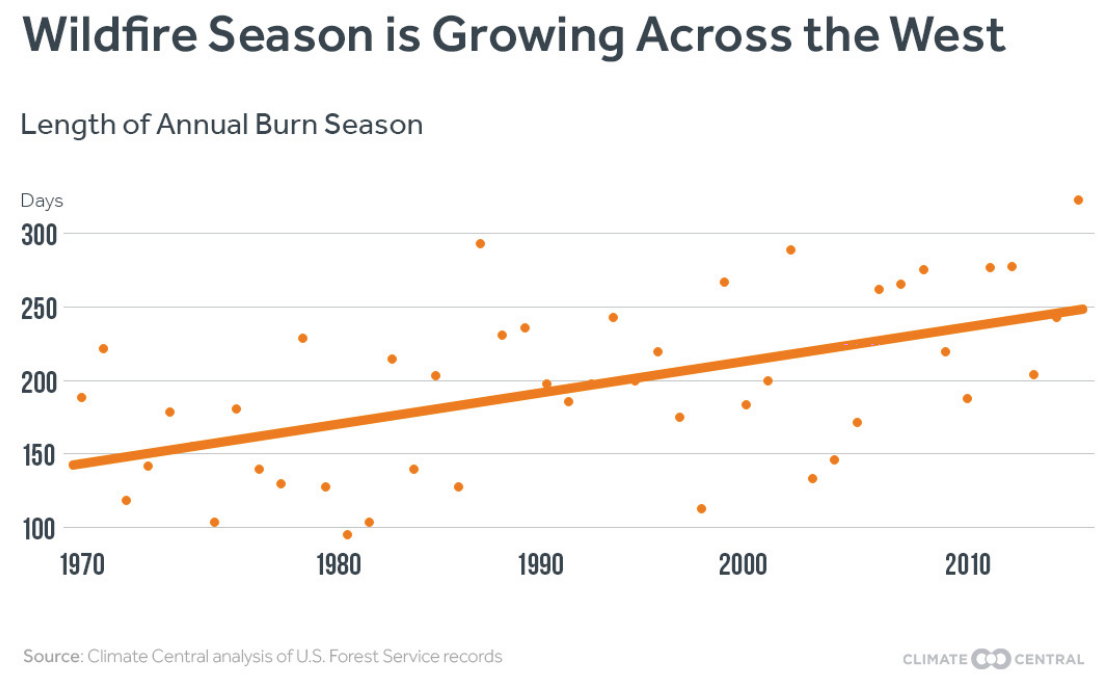 Wildfire Season is Growing Across the West
Length of Annual Burn Season
Days
300
250
200
150
100
1970 1980 1990 2000 2010
Source: Climate Central analysis of U.S. Forest Service records
CLIMATE CENTRAL